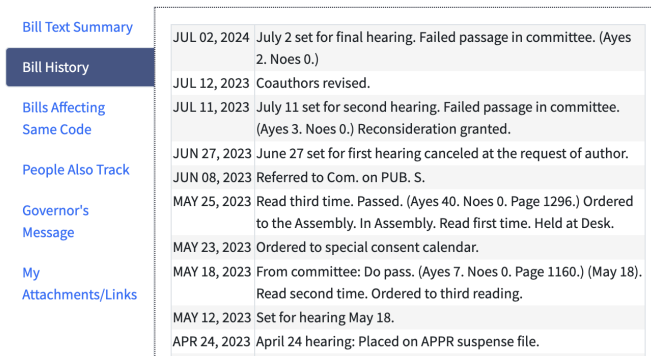 Bill Text Summary
Bill History
Bills Affecting
Same Code
People Also Track
Governor's
Message
My
Attachments/Links
JUL 02, 2024 July 2 set for final hearing. Failed passage in committee. (Ayes
2. Noes 0.)
JUL 12, 2023 Coauthors revised.
JUL 11, 2023 July 11 set for second hearing. Failed passage in committee.
(Ayes 3. Noes 0.) Reconsideration granted.
JUN 27, 2023 June 27 set for first hearing canceled at the request of author.
JUN 08, 2023 Referred to Com. on PUB. S.
MAY 25, 2023 Read third time. Passed. (Ayes 40. Noes 0. Page 1296.) Ordered
to the Assembly. In Assembly. Read first time. Held at Desk.
MAY 23, 2023 Ordered to special consent calendar.
MAY 18, 2023 From committee: Do pass. (Ayes 7. Noes 0. Page 1160.) (May 18).
Read second time. Ordered to third reading.
MAY 12, 2023 Set for hearing May 18.
APR 24, 2023 April 24 hearing: Placed on APPR suspense file.